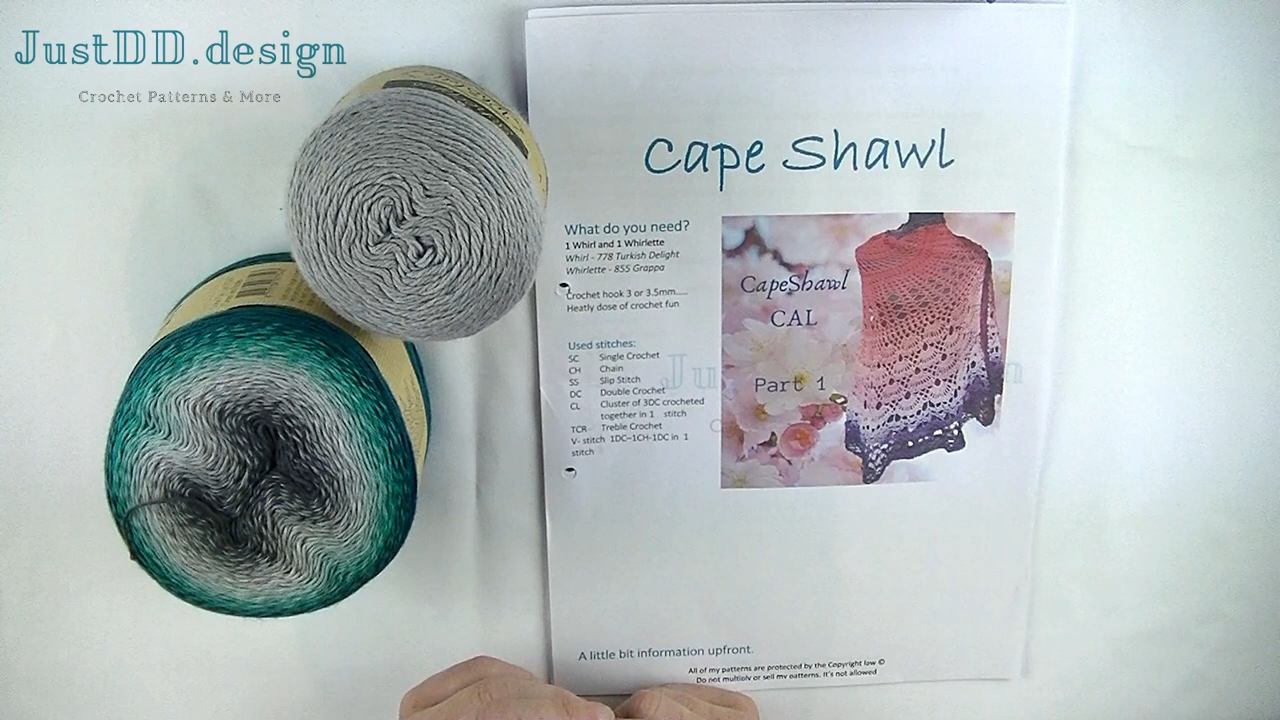 JustDD.design
Crochet Patterns & More
Cape Shawl
What do you need?
1 Whirl and 1 Whirlette
Whirl - 778 Turkish Delight
Whirlette - 855 Grappa
Crochet hook 3 or 3.5mm.....
Heatly dose of crochet fun
Used stitches:
SC Single Crochet
CH Chain
SS Slip Stitch
DC Double Crochet
CL Cluster of 3DC crocheted
together in 1 stitch
TCR Treble Crochet
V- stitch 1DC–1CH-1DC in 1
stitch
CapeShawl
CAL
Part 1
A little bit information upfront.
All of my patterns are protected by the Copyright law ©
Do not multiply or sell my patterns. It's not allowed